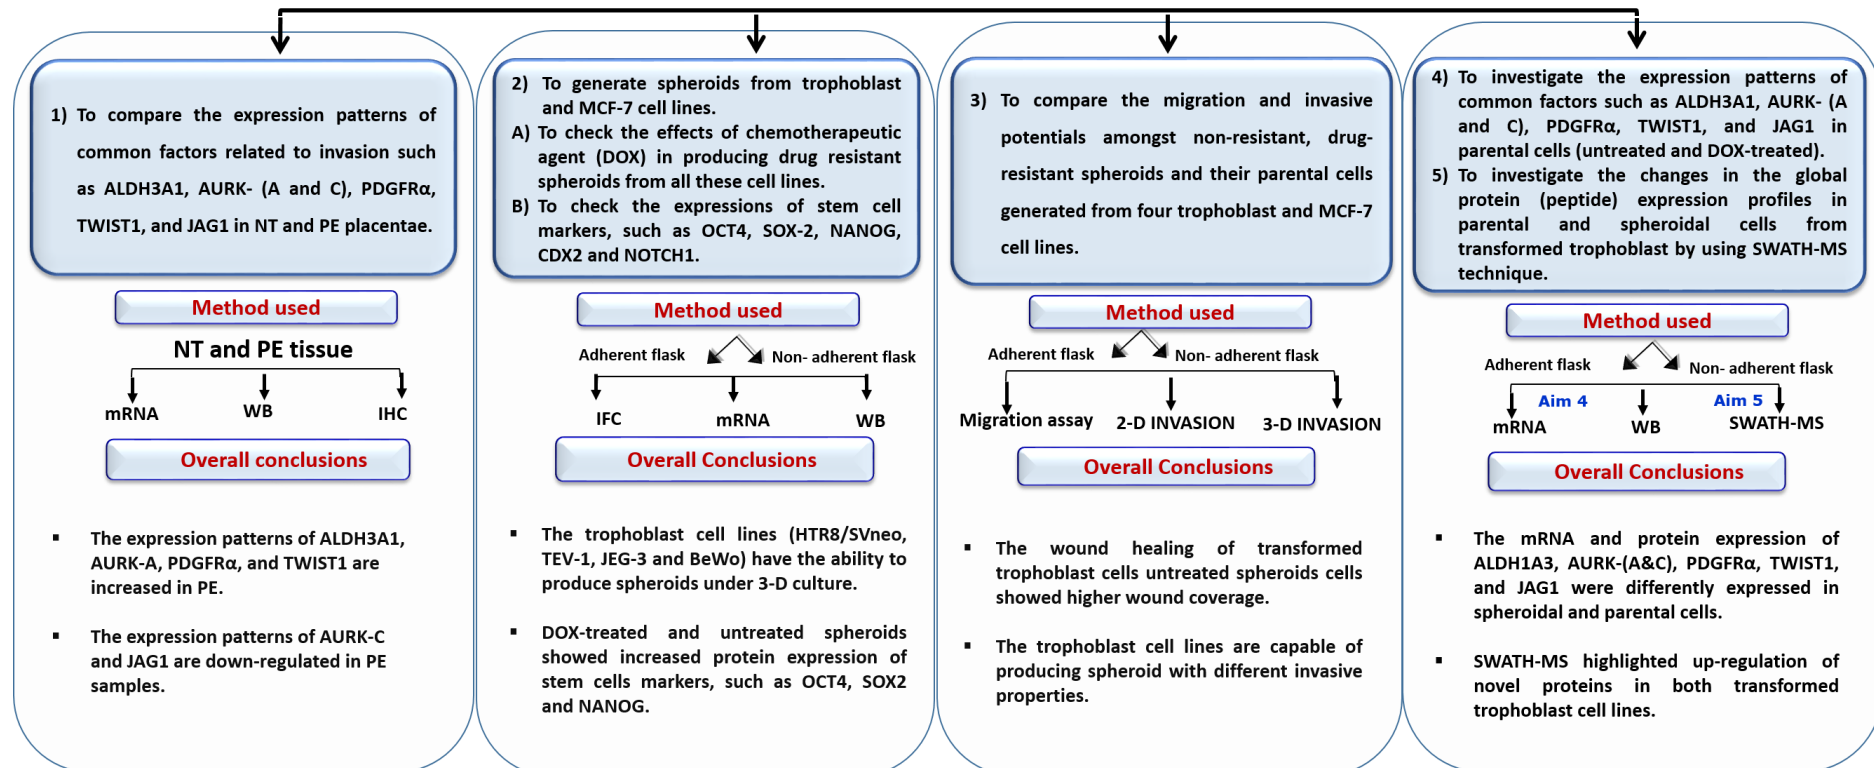 1) To compare the expression patterns of
common factors related to invasion such
as ALDH3A1, AURK- (A and C), PDGFRα,
TWIST1, and JAG1 in NT and PE placentae.
Method used
NT and PE tissue
mRNA
WB
IHC
Overall conclusions
▪ The expression patterns of ALDH3A1,
AURK-A, PDGFRα, and TWIST1 are
increased in PE.
▪ The expression patterns of AURK-C
and JAG1 are down-regulated in PE
samples.
2) To generate spheroids from trophoblast
and MCF-7 cell lines.
A) To check the effects of chemotherapeutic
agent (DOX) in producing drug resistant
spheroids from all these cell lines.
B) To check the expressions of stem cell
markers, such as OCT4, SOX-2, NANOG,
CDX2 and NOTCH1.
Method used
Adherent flask
Non- adherent flask
IFC
mRNA
WB
Overall Conclusions
▪ The trophoblast cell lines (HTR8/SVneo,
TEV-1, JEG-3 and BeWo) have the ability to
produce spheroids under 3-D culture.
▪ DOX-treated and untreated spheroids
showed increased protein expression of
stem cells markers, such as OCT4, SOX2
and NANOG.
3) To compare the migration and invasive
potentials amongst non-resistant, drug-
resistant spheroids and their parental cells
generated from four trophoblast and MCF-7
cell lines.
Method used
Adherent flask
Non- adherent flask
Migration assay
2-D INVASION
3-D INVASION
Overall Conclusions
▪ The wound healing of transformed
trophoblast cells untreated spheroids cells
showed higher wound coverage.
▪ The trophoblast cell lines are capable of
producing spheroid with different invasive
properties.
4) To investigate the expression patterns of
common factors such as ALDH3A1, AURK- (A
and C), PDGFRα, TWIST1, and JAG1 in
parental cells (untreated and DOX-treated).
5) To investigate the changes in the global
protein (peptide) expression profiles in
parental and spheroidal cells from
transformed trophoblast by using SWATH-MS
technique.
Method used
Adherent flask
Non- adherent flask
Aim 4
Aim 5
mRNA
WB
SWATH-MS
Overall Conclusions
▪ The mRNA and protein expression of
ALDH1A3, AURK-(A&C), PDGFRα, TWIST1,
and JAG1 were differently expressed in
spheroidal and parental cells.
▪ SWATH-MS highlighted up-regulation of
novel proteins in both transformed
trophoblast cell lines.